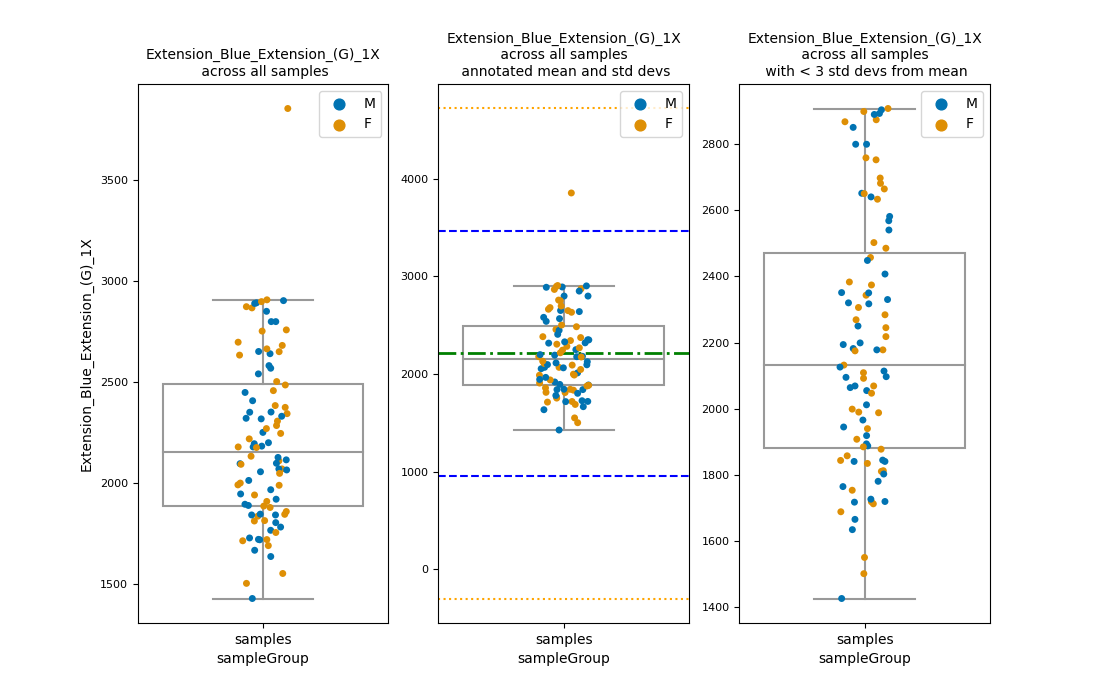 Extension_Blue_Extension_(G)_1X
across all samples
Extension_Blue_Extension_(G)_1X
across all samples
annotated mean and std devs
Extension_Blue_Extension_(G)_1X
across all samples
with < 3 std devs from mean
Extension_Blue_Extension_(G)_1X
3500
3000
2500
2000
1500
M
F
samples
sampleGroup
4000
3000
2000
1000
0
M
F
samples
sampleGroup
2800
2600
2400
2200
2000
1800
1600
1400
M
F
samples
sampleGroup